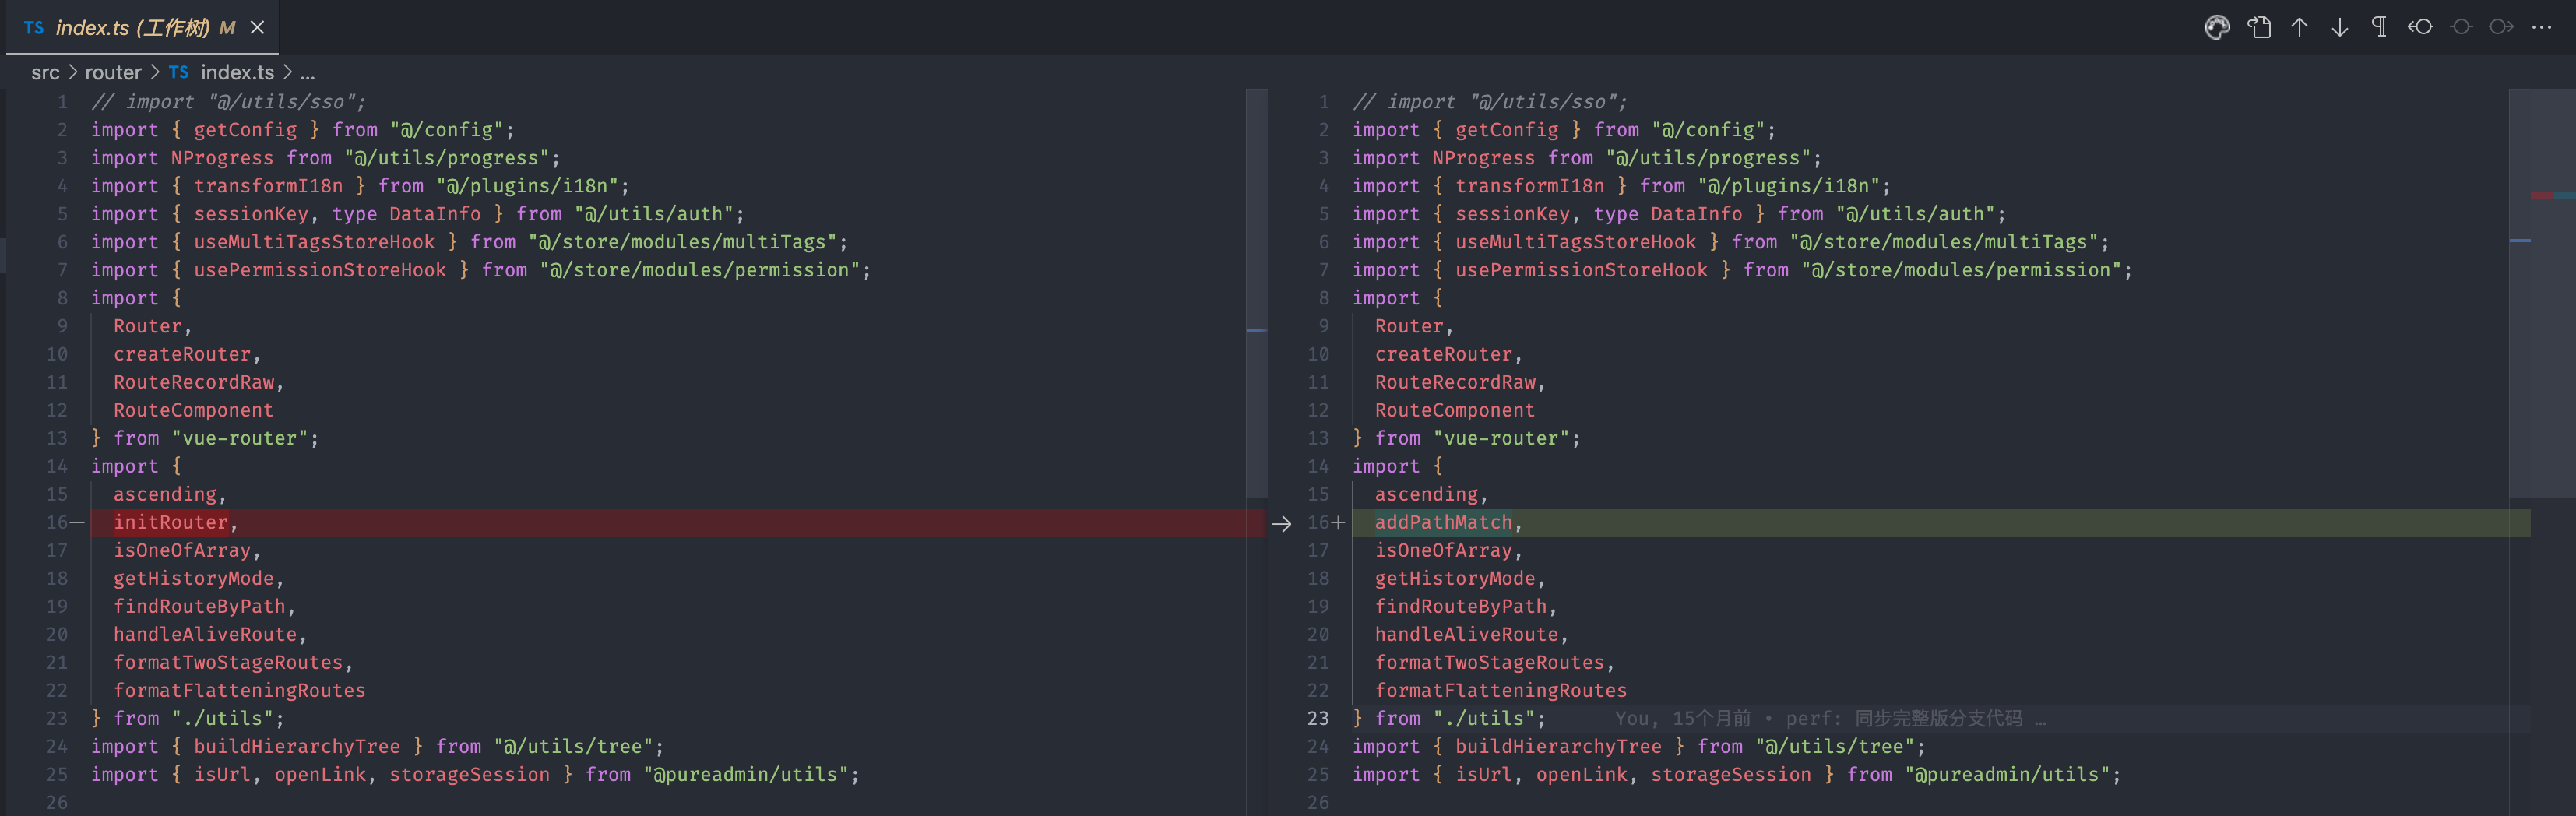 TS index.ts (工作树) M
src > router > TS index.ts > ...
1 // import "@/utils/sso";
2 import { getConfig } from "@/config";
3 import NProgress from "@/utils/progress";
4 import { transformI18n } from "@/plugins/i18n";
5 import { sessionKey, type DataInfo } from "@/utils/auth";
6 import { useMultiTagsStoreHook } from "@/store/modules/multiTags";
7 import { usePermissionStoreHook } from "@/store/modules/permission";
8 import {
9 Router,
10 createRouter,
11 RouteRecordRaw,
12 RouteComponent
13 } from "vue-router";
14 import {
15 ascending,
16— initRouter,
17 isOneOfArray,
18 getHistoryMode,
19 findRouteByPath,
20 handleAliveRoute,
21 formatTwoStageRoutes,
22 formatFlatteningRoutes
23 } from "./utils";
24 import { buildHierarchyTree } from "@/utils/tree";
25 import { isUrl, openLink, storageSession } from "@pureadmin/utils";
26
1 // import "@/utils/sso";
2 import { getConfig } from "@/config";
3 import NProgress from "@/utils/progress";
4 import { transformI18n } from "@/plugins/i18n";
5 import { sessionKey, type DataInfo } from "@/utils/auth";
6 import { useMultiTagsStoreHook } from "@/store/modules/multiTags";
7 import { usePermissionStoreHook } from "@/store/modules/permission";
8 import {
9 Router,
10 createRouter,
11 RouteRecordRaw,
12 RouteComponent
13 } from "vue-router";
14 import {
15 ascending,
16+ addPathMatch,
17 isOneOfArray,
18 getHistoryMode,
19 findRouteByPath,
20 handleAliveRoute,
21 formatTwoStageRoutes,
22 formatFlatteningRoutes
23 } from "./utils"; You, 15个月前 • perf: 同步完整版分支代码 …
24 import { buildHierarchyTree } from "@/utils/tree";
25 import { isUrl, openLink, storageSession } from "@pureadmin/utils";
26